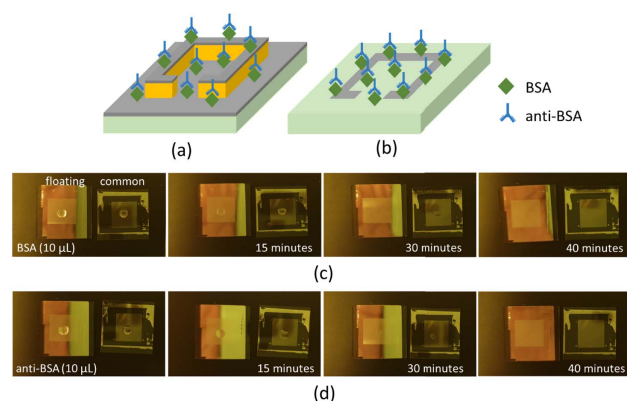 BSA
anti-BSA
(a)
(b)
floating
common
BSA (10 µL)
15 minutes
30 minutes
40 minutes
(c)
anti-BSA (10 µL)
15 minutes
30 minutes
40 minutes
(d)